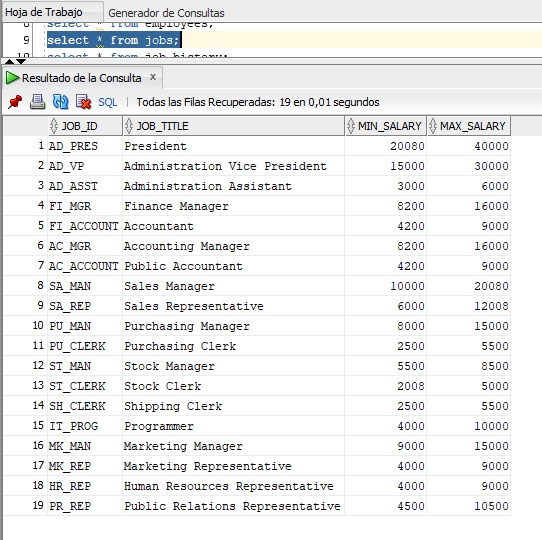 Hoja de Trabajo Generador de Consultas
8 select * from employees;
9 select * from jobs;
10 select * from job_history;
Resultado de la Consulta x
SQL | Todas las Filas Recuperadas: 19 en 0,01 segundos
JOB_ID JOB_TITLE MIN_SALARY MAX_SALARY
1 AD_PRES President 20080 40000
2 AD_VP Administration Vice President 15000 30000
3 AD_ASST Administration Assistant 3000 6000
4 FI_MGR Finance Manager 8200 16000
5 FI_ACCOUNT Accountant 4200 9000
6 AC_MGR Accounting Manager 8200 16000
7 AC_ACCOUNT Public Accountant 4200 9000
8 SA_MAN Sales Manager 10000 20080
9 SA_REP Sales Representative 6000 12008
10 PU_MAN Purchasing Manager 8000 15000
11 PU_CLERK Purchasing Clerk 2500 5500
12 ST_MAN Stock Manager 5500 8500
13 ST_CLERK Stock Clerk 2008 5000
14 SH_CLERK Shipping Clerk 2500 5500
15 IT_PROG Programmer 4000 10000
16 MK_MAN Marketing Manager 9000 15000
17 MK_REP Marketing Representative 4000 9000
18 HR_REP Human Resources Representative 4000 9000
19 PR_REP Public Relations Representative 4500 10500